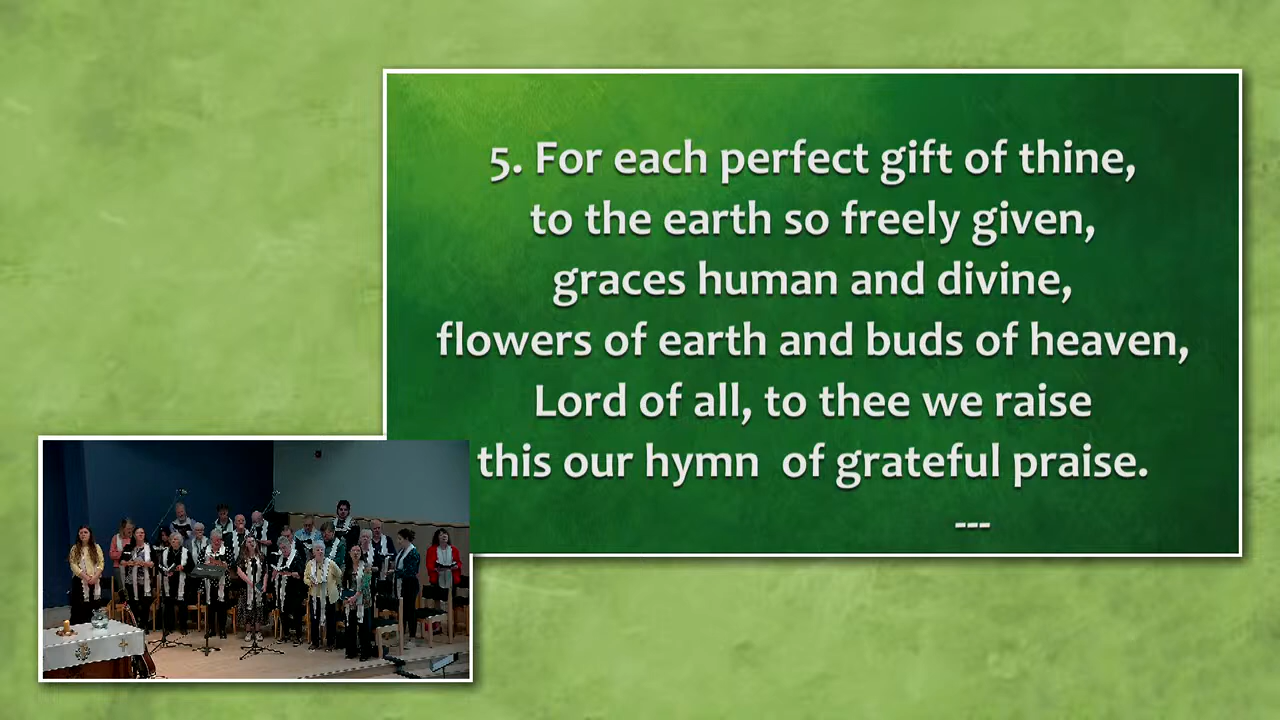 5. For each perfect gift of thine,
to the earth so freely given,
graces human and divine,
flowers of earth and buds of heaven,
Lord of all, to thee we raise
this our hymn  of grateful praise.
---